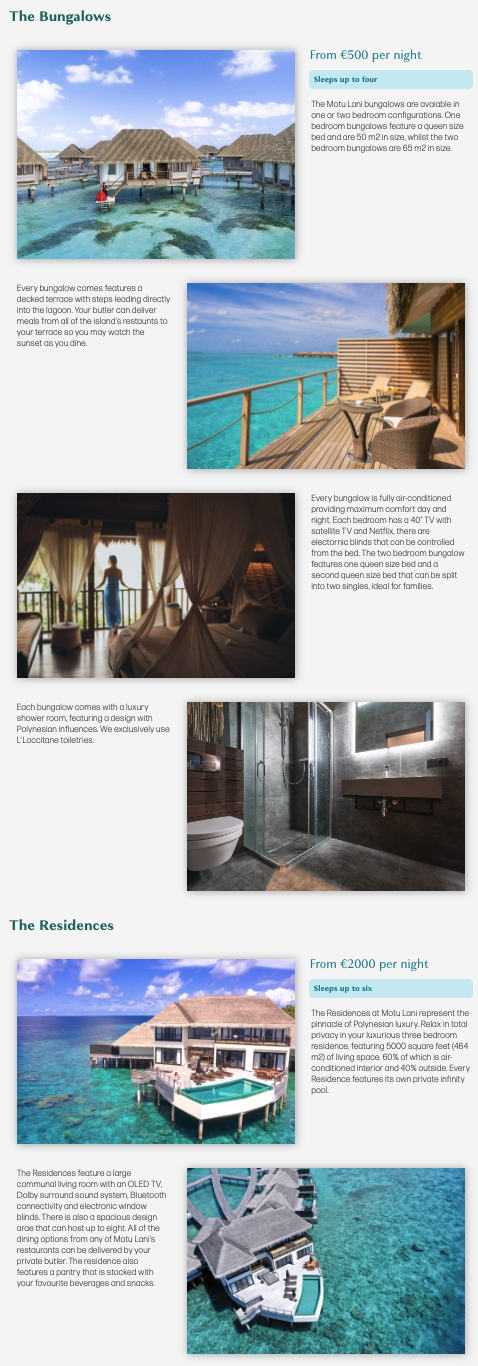 The Bungalows
From €500 per night
Sleeps up to four
The Motu Lani bungalows are avaiable in
one or two bedroom configurations. One
bedroom bungalows feature a queen size
bed and are 50 m2 in size, whilst the two
bedroom bungalows are 65 m2 in size.
Every bungalow comes features a
decked terrace with steps leading directly
into the lagoon. Your butler can deliver
meals from all of the island's restaunts to
your terrace so you may watch the
sunset as you dine.
Every bungalow is fully air-conditioned
providing maximum comfort day and
night. Each bedroom has a 40" TV with
satellite TV and Netflix, there are
electornic blinds that can be controlled
from the bed. The two bedroom bungalow
features one queen size bed and a
second queen size bed that can be split
into two singles, ideal for families.
Each bungalow comes with a luxury
shower room, featuring a design with
Polynesian influences. We exclusively use
L'Loccitane toiletries.
The Residences
From €2000 per night
Sleeps up to six
The Residences at Motu Lani represent the
pinnacle of Polynesian luxury. Relax in total
privacy in your luxurious three bedroom
residence, featuring 5000 square feet (464
m2) of living space. 60% of which is air-
conditioned interior and 40% outside. Every
Residence features its own private infinity
pool.
The Residences feature a large
communal living room with an OLED TV,
Dolby surround sound system, Bluetooth
connectivity and electronic window
blinds. There is also a spacious design
arae that can host up to eight. All of the
dining options from any of Motu Lani's
restaurants can be delivered by your
private butler. The residence also
features a pantry that is stocked with
your favourite beverages and snacks.